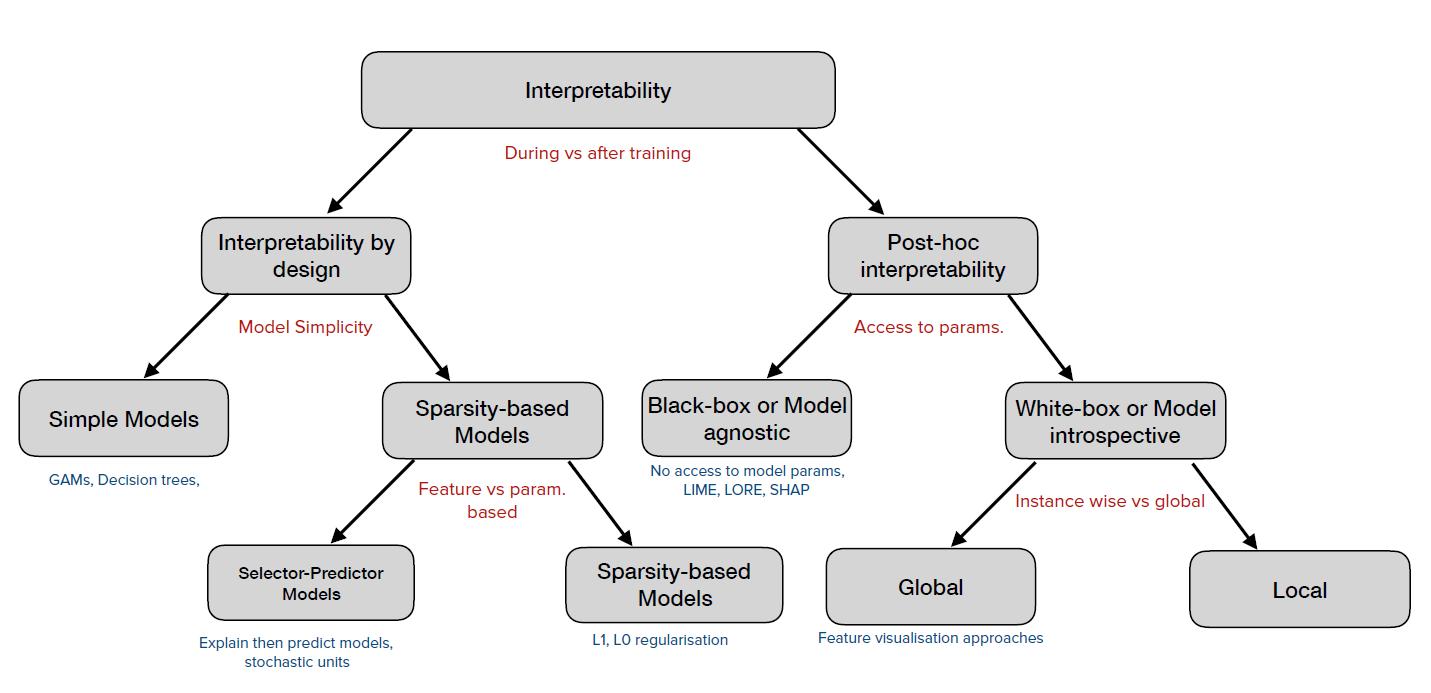 Interpretability
During vs after training
Interpretability by
design
Post-hoc
interpretability
Model Simplicity
Access to params.
Simple Models
Sparsity-based
Models
Black-box or Model
agnostic
White-box or Model
introspective
GAMs, Decision trees,
Feature vs param.
based
No access to model params,
LIME, LORE, SHAP
Instance wise vs global
Selector-Predictor
Models
Sparsity-based
Models
Global
Local
Explain then predict models,
stochastic units
L1, L0 regularisation
Feature visualisation approaches